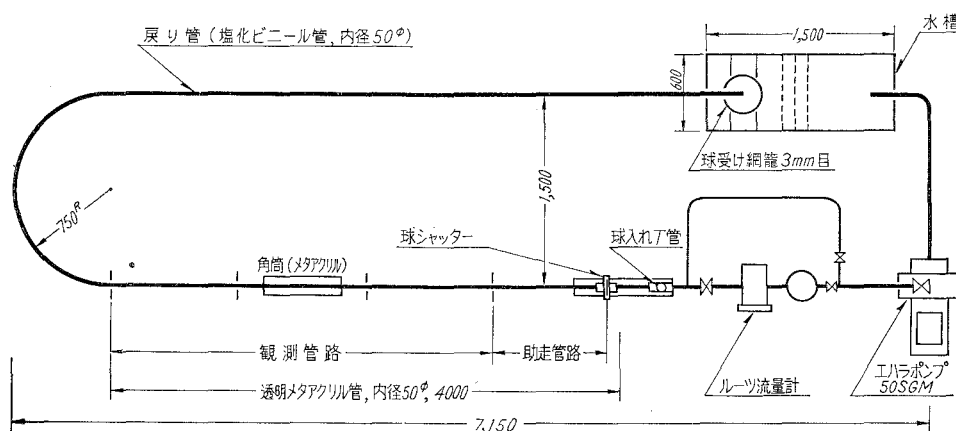 戻り管(塩化ビニール管,内径50φ)
水槽
1,500
600
球受け網籠3mm目
1,500
750R
球シャッター
球入れT管
角筒(メタアクリル)
観測管路
助走管路
透明メタアクリル管,内径50φ,4000
ルーツ流量計
エバラポンプ
50SGM
7,150